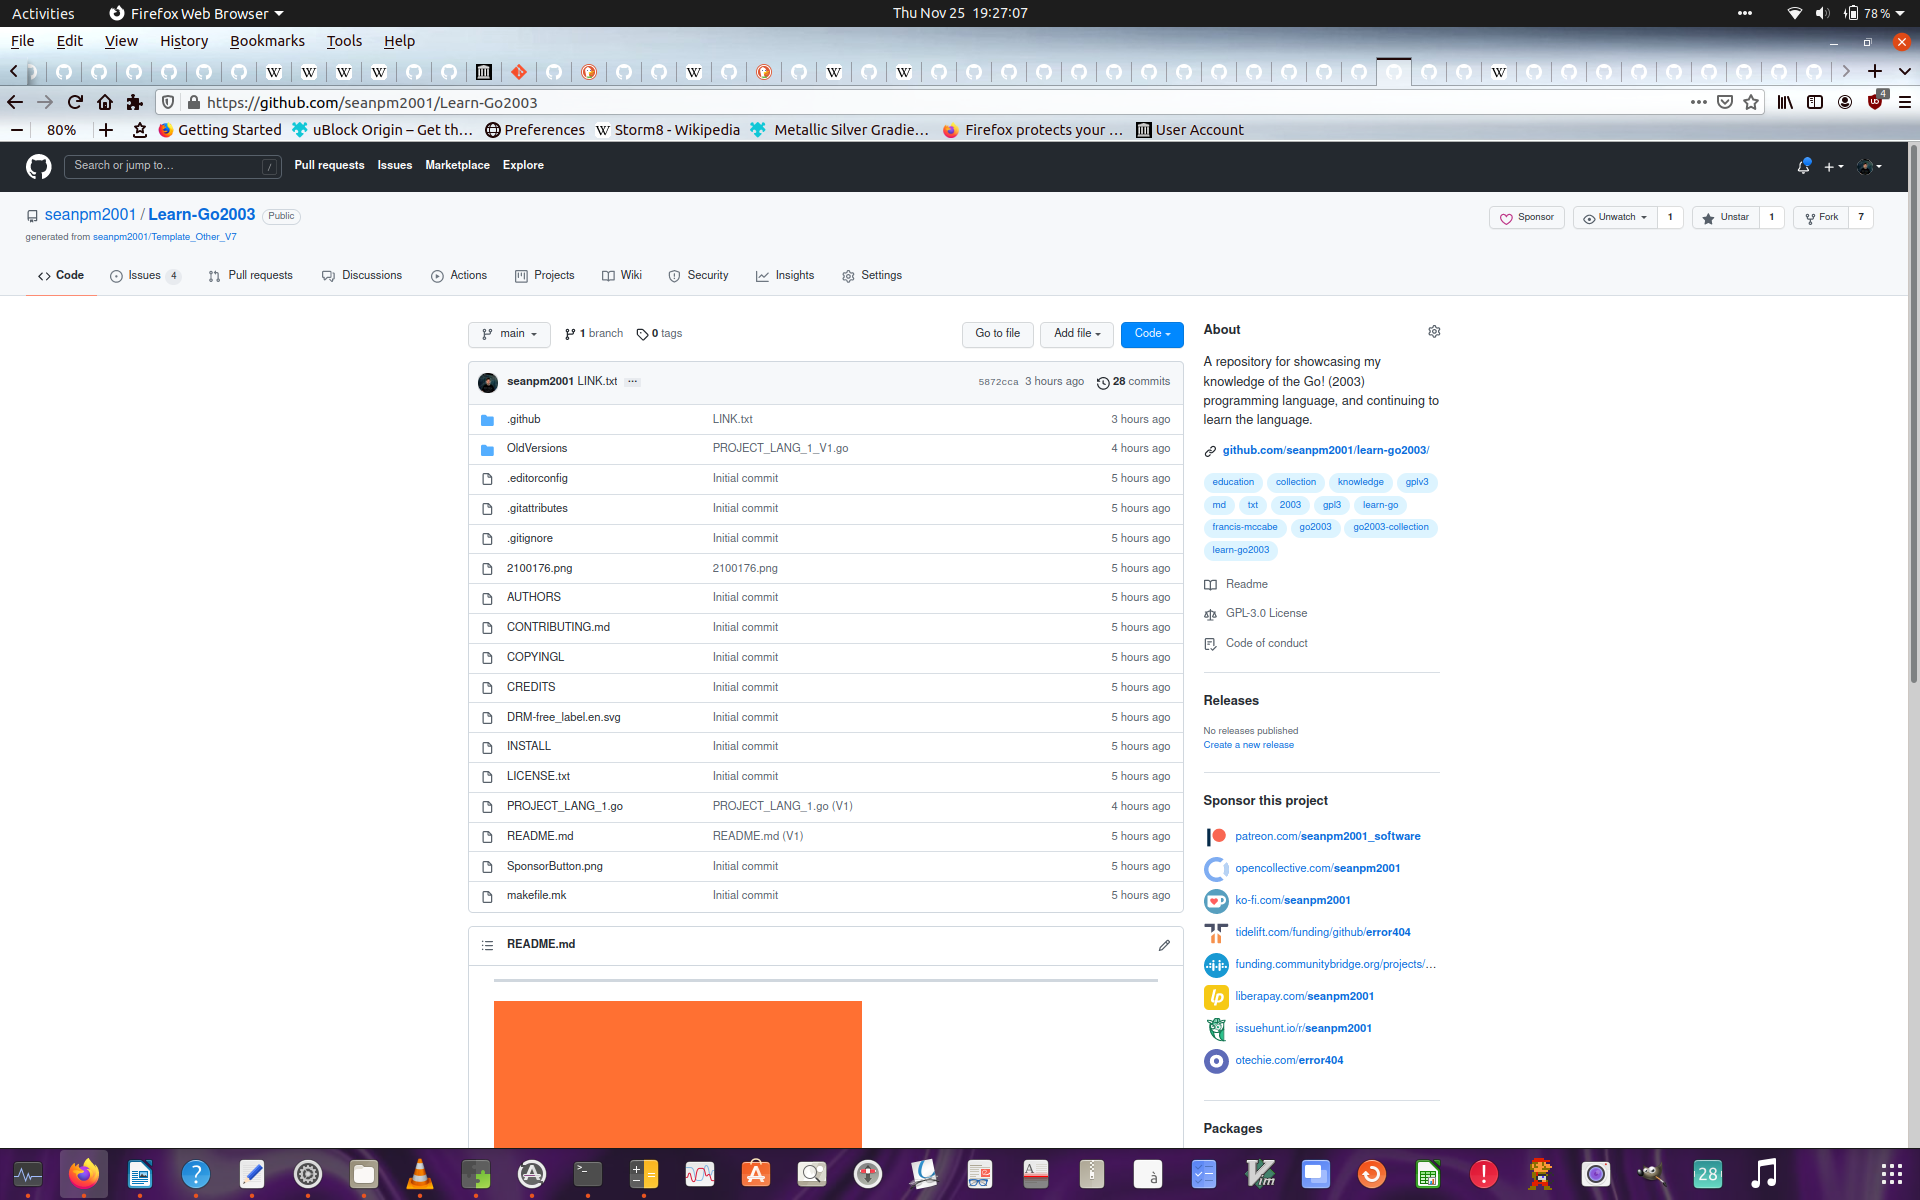 Activities
Firefox Web Browser
Thu Nov 25 19:27:07
78 %
File Edit View History Bookmarks Tools Help
https://github.com/seanpm2001/Learn-Go2003
4
80%
Getting Started
uBlock Origin – Get th…
Preferences
Storm8 - Wikipedia
Metallic Silver Gradie…
Firefox protects your …
User Account
Search or jump to…
/
Pull requests Issues Marketplace Explore
seanpm2001 / Learn-Go2003 Public
generated from seanpm2001/Template_Other_V7
Sponsor
Unwatch 1
Unstar 1
Fork 7
Code
Issues 4
Pull requests
Discussions
Actions
Projects
Wiki
Security
Insights
Settings
main
1 branch
0 tags
Go to file
Add file
Code
seanpm2001 LINK.txt ...
5872cca 3 hours ago
28 commits
.github LINK.txt 3 hours ago
OldVersions PROJECT_LANG_1_V1.go 4 hours ago
.editorconfig Initial commit 5 hours ago
.gitattributes Initial commit 5 hours ago
.gitignore Initial commit 5 hours ago
2100176.png 2100176.png 5 hours ago
AUTHORS Initial commit 5 hours ago
CONTRIBUTING.md Initial commit 5 hours ago
COPYINGL Initial commit 5 hours ago
CREDITS Initial commit 5 hours ago
DRM-free_label.en.svg Initial commit 5 hours ago
INSTALL Initial commit 5 hours ago
LICENSE.txt Initial commit 5 hours ago
PROJECT_LANG_1.go PROJECT_LANG_1.go (V1) 4 hours ago
README.md README.md (V1) 5 hours ago
SponsorButton.png Initial commit 5 hours ago
makefile.mk Initial commit 5 hours ago
README.md
About
A repository for showcasing my
knowledge of the Go! (2003)
programming language, and continuing to
learn the language.
github.com/seanpm2001/learn-go2003/
education collection knowledge gplv3
md txt 2003 gpl3 learn-go
francis-mccabe go2003 go2003-collection
learn-go2003
Readme
GPL-3.0 License
Code of conduct
Releases
No releases published
Create a new release
Sponsor this project
patreon.com/seanpm2001_software
opencollective.com/seanpm2001
ko-fi.com/seanpm2001
tidelift.com/funding/github/error404
funding.communitybridge.org/projects/…
liberapay.com/seanpm2001
issuehunt.io/r/seanpm2001
otechie.com/error404
Packages
28